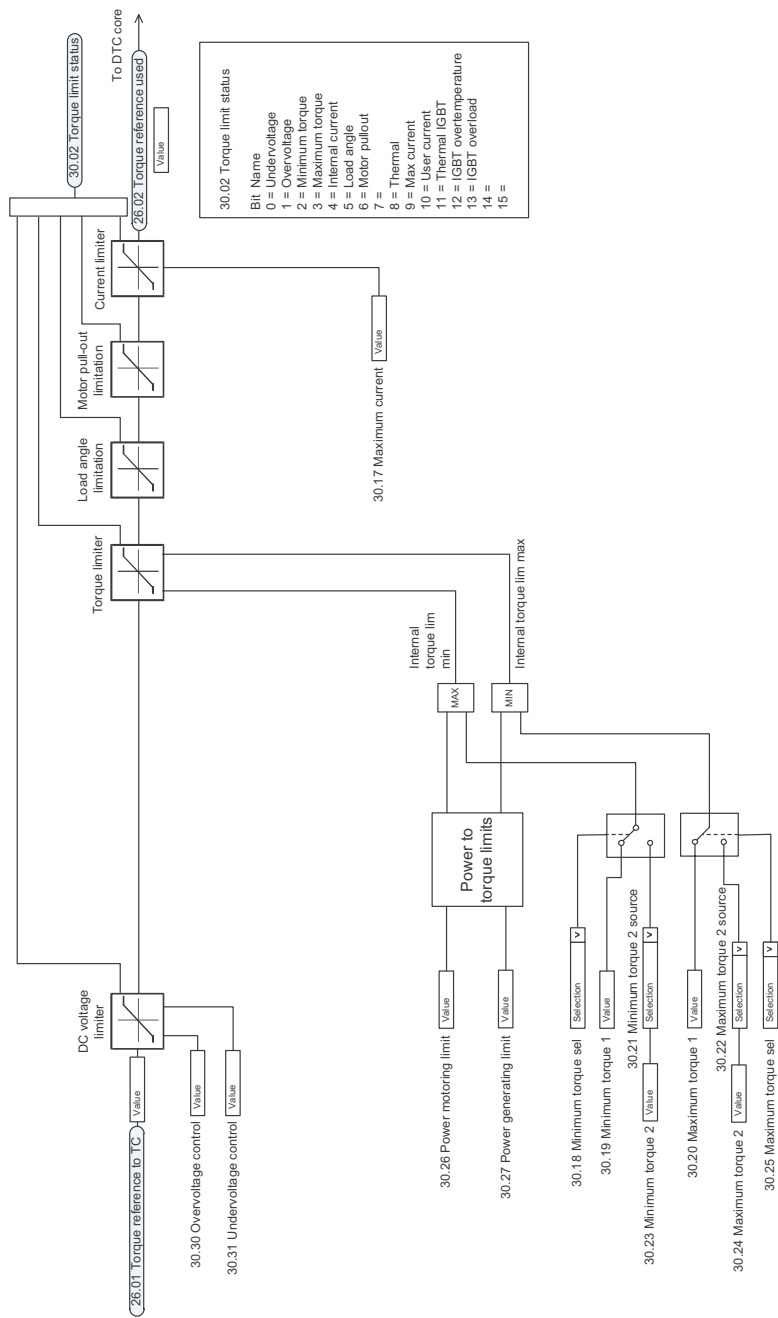 26.01 Torque reference to TC
Value
30.30 Overvoltage control
Value
30.31 Undervoltage control
Value
DC voltage
limiter
Torque limiter
Load angle
limitation
Motor pull-out
limitation
Current limiter
30.02 Torque limit status
26.02 Torque reference used
Value
To DTC core
30.17 Maximum current
Value
30.26 Power motoring limit
Value
30.27 Power generating limit
Value
Power to
torque limits
MAX
MIN
Internal
torque lim
min
Internal torque lim max
30.18 Minimum torque sel
Selection
v
30.19 Minimum torque 1
Value
30.21 Minimum torque 2 source
Selection
v
30.23 Minimum torque 2
Value
30.20 Maximum torque 1
Value
30.22 Maximum torque 2 source
Selection
v
30.24 Maximum torque 2
Value
30.25 Maximum torque sel
Selection
v
30.02 Torque limit status
Bit Name
0 = Undervoltage
1 = Overvoltage
2 = Minimum torque
3 = Maximum torque
4 = Internal current
5 = Load angle
6 = Motor pullout
7 =
8 = Thermal
9 = Max current
10 = User current
11 = Thermal IGBT
12 = IGBT overtemperature
13 = IGBT overload
14 =
15 =